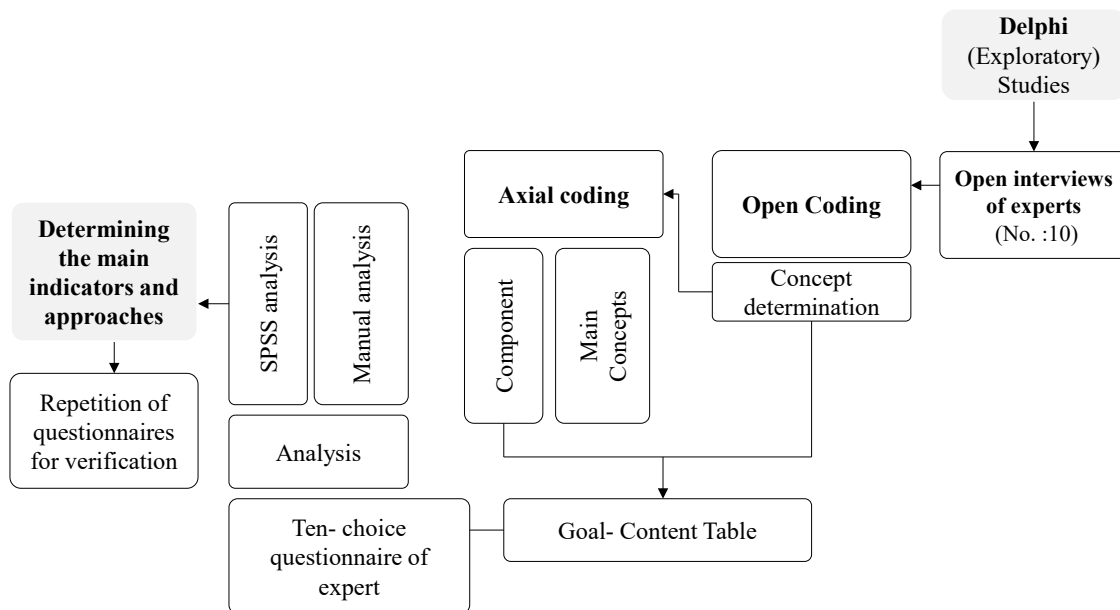 Delphi
(Exploratory)
Studies
Open interviews
of experts
(No. :10)
Open Coding
Concept
determination
Axial coding
Component
Main
Concepts
Goal- Content Table
Ten- choice
questionnaire of
expert
Analysis
SPSS analysis
Manual analysis
Determining
the main
indicators and
approaches
Repetition of
questionnaires
for verification